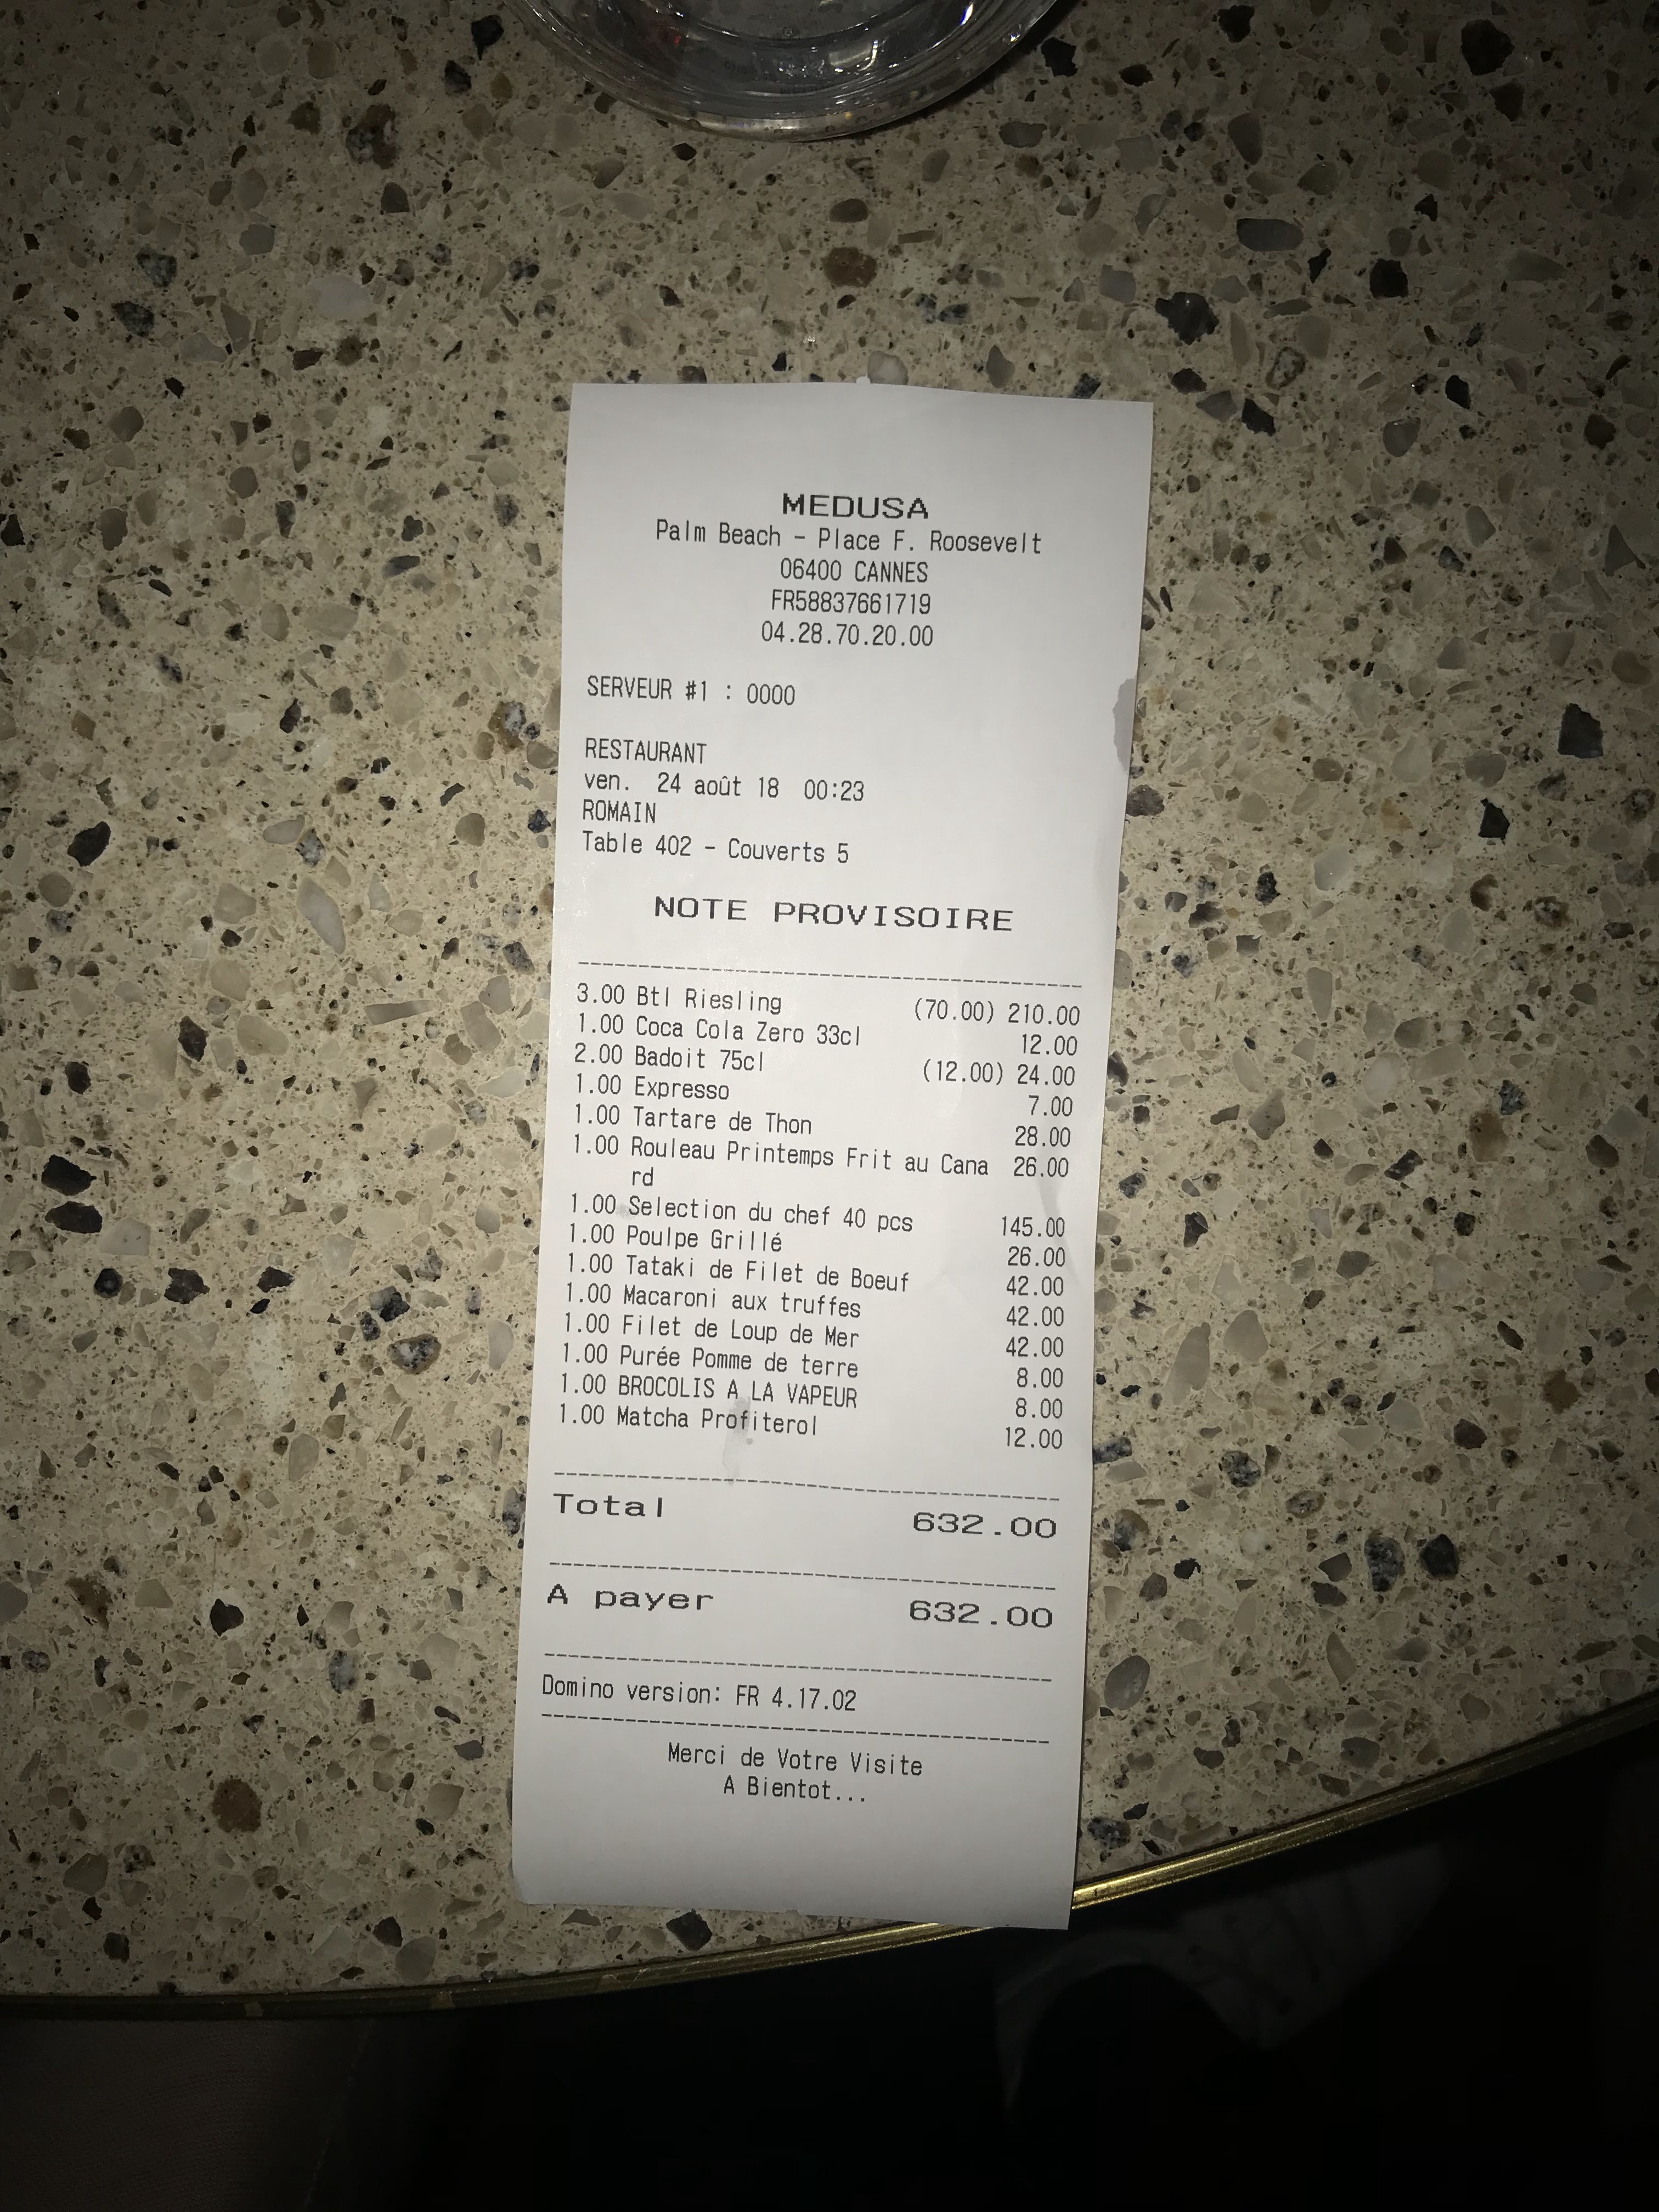 MEDUSA
Palm Beach - Place F. Roosevelt
06400 CANNES
FR58837661719
04.28.70.20.00
SERVEUR #1 : 0000
RESTAURANT
ven. 24 août 18 00:23
ROMAIN
Table 402 - Couverts 5
NOTE PROVISOIRE
3.00 Btl Riesling (70.00) 210.00
1.00 Coca Cola Zero 33cl 12.00
2.00 Badoit 75cl (12.00) 24.00
1.00 Expresso 7.00
1.00 Tartare de Thon 28.00
1.00 Rouleau Printemps Frit au Cana 26.00
rd
1.00 Selection du chef 40 pcs 145.00
1.00 Poulpe Grillé 26.00
1.00 Tataki de Filet de Boeuf 42.00
1.00 Macaroni aux truffes 42.00
1.00 Filet de Loup de Mer 42.00
1.00 Purée Pomme de terre 8.00
1.00 BROCOLIS A LA VAPEUR 8.00
1.00 Matcha Profiterol 12.00
Total 632.00
A payer 632.00
Domino version: FR 4.17.02
Merci de Votre Visite
A Bientot...